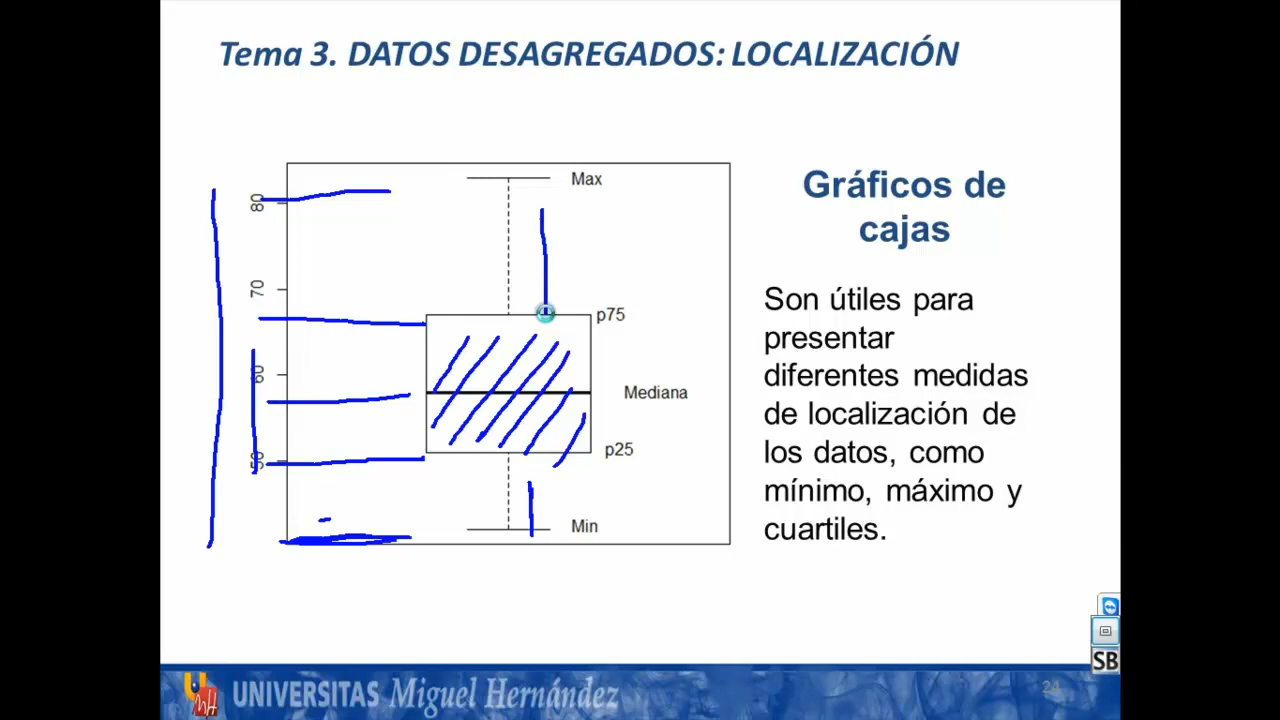 Tema 3. DATOS DESAGREGADOS: LOCALIZACIÓN
Max
80
70
p75
60
Mediana
50
p25
Min
Gráficos de
cajas
Son útiles para
presentar
diferentes medidas
de localización de
los datos, como
mínimo, máximo y
cuartiles.
SB
UNIVERSITAS Miguel Hernández
24